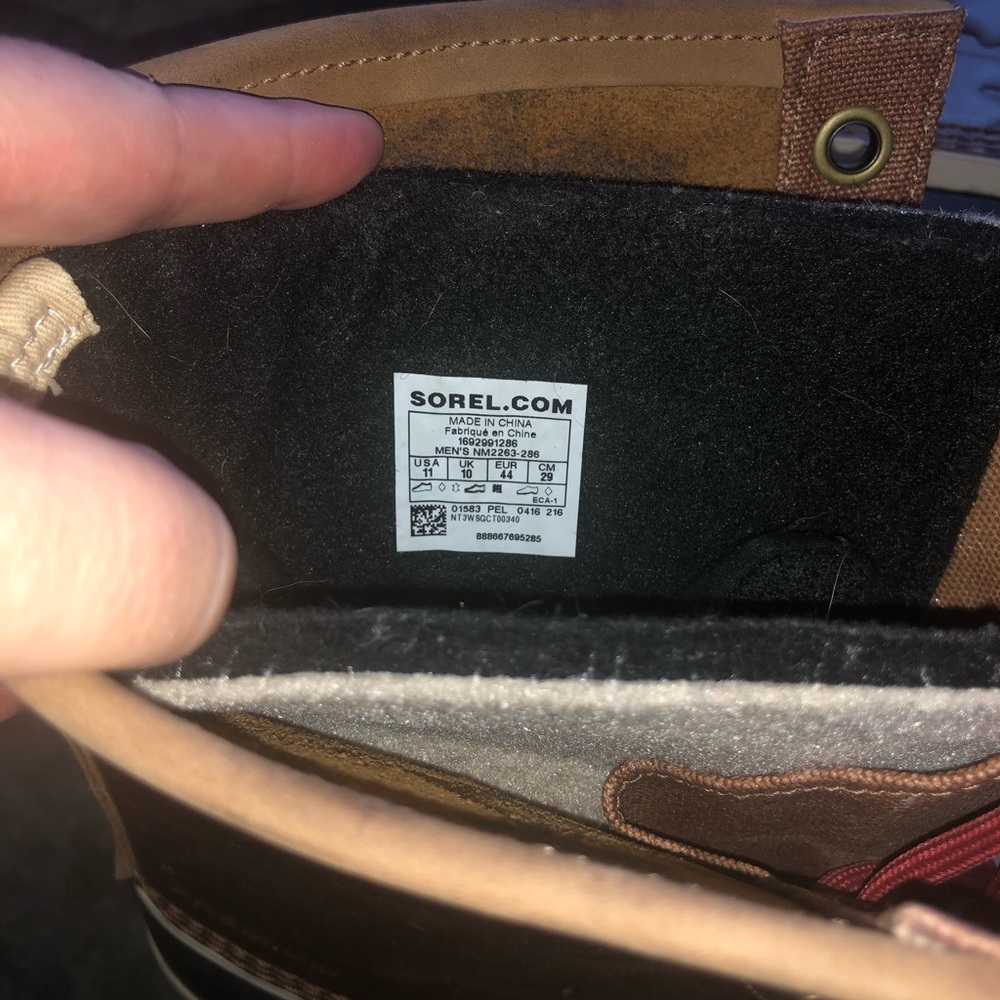 SOREL.COM
MADE IN CHINA
Fabriqué en Chine
1692991286
MEN'S NM2263-286
USA UK EUR CM
11 10 44 29
ECA-1
01583 PEL 0416 216
NT3WSGCT00340
888667695285